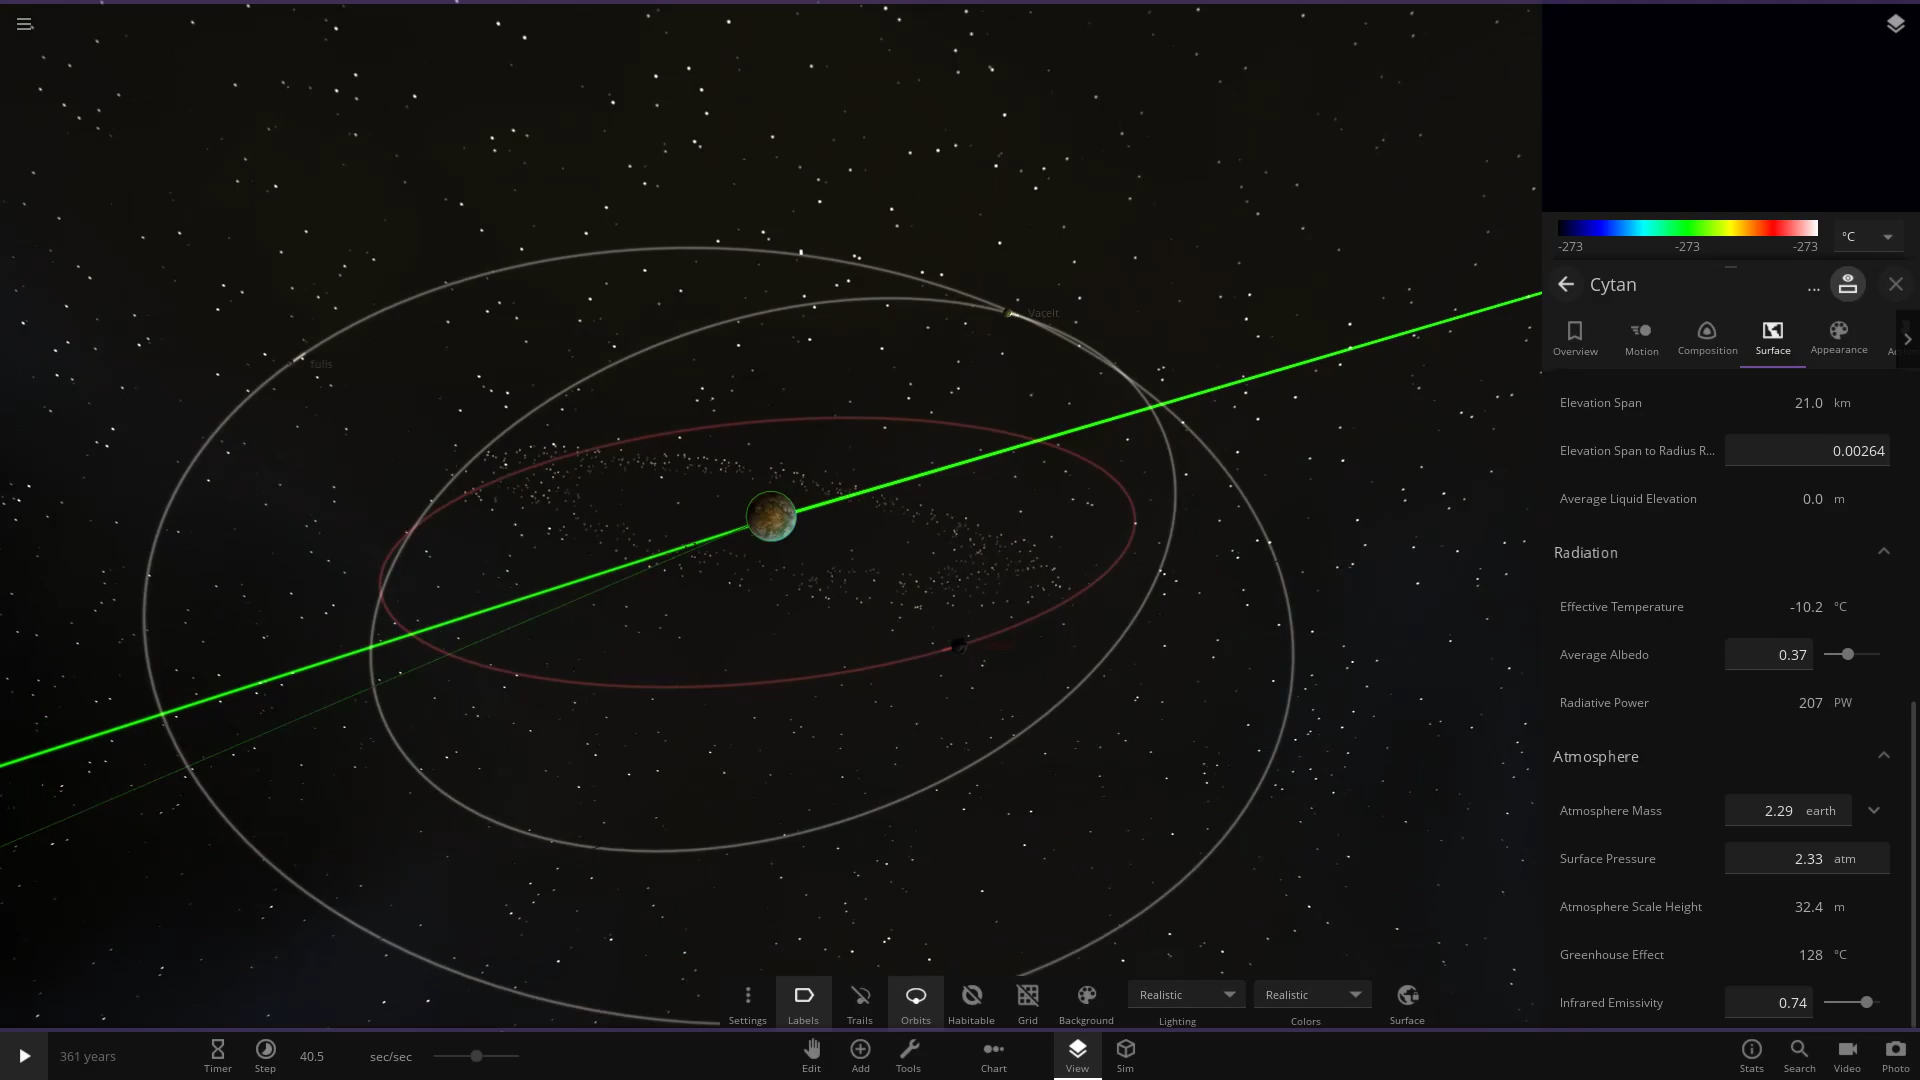 -273 -273 -273 °C
Cytan ...
Overview Motion Composition Surface Appearance
Elevation Span 21.0 km
Elevation Span to Radius R... 0.00264
Average Liquid Elevation 0.0 m
Radiation
Effective Temperature -10.2 °C
Average Albedo 0.37
Radiative Power 207 PW
Atmosphere
Atmosphere Mass 2.29 earth
Surface Pressure 2.33 atm
Atmosphere Scale Height 32.4 m
Greenhouse Effect 128 °C
Infrared Emissivity 0.74
Vacelt
fulis
Realistic Realistic
Settings Labels Trails Orbits Habitable Grid Background Lighting Colors Surface
361 years 40.5 sec/sec
Timer Step Edit Add Tools Chart View Sim Stats Search Video Photo